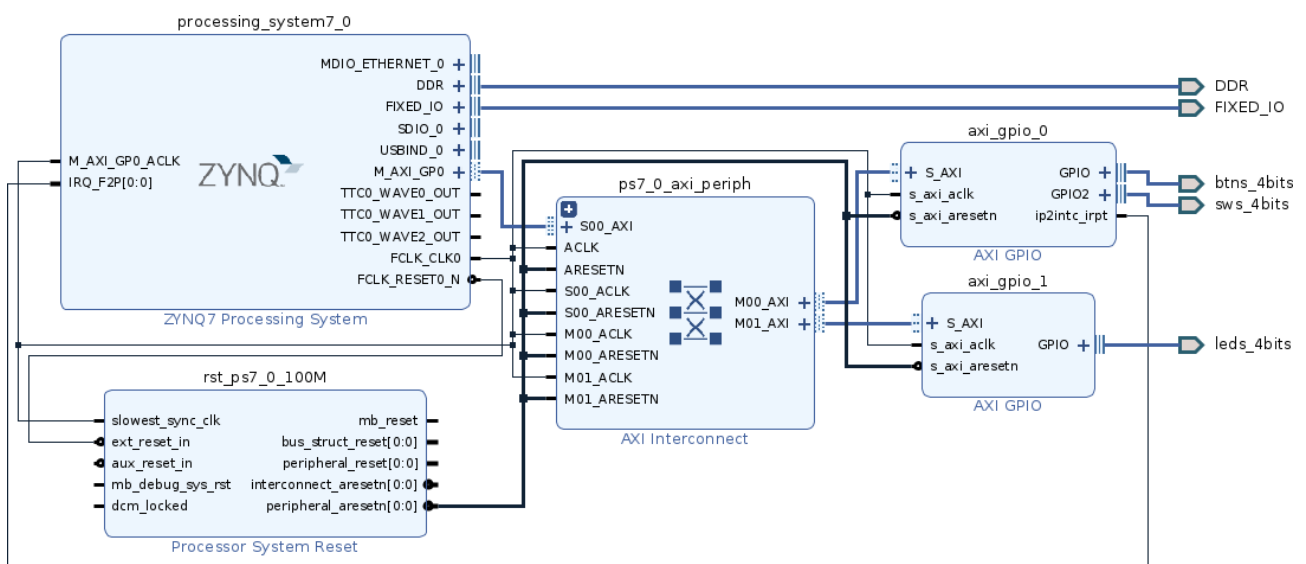 processing_system7_0
MDIO_ETHERNET_0
DDR
FIXED_IO
SDIO_0
USBIND_0
M_AXI_GP0
TTC0_WAVE0_OUT
TTC0_WAVE1_OUT
TTC0_WAVE2_OUT
FCLK_CLK0
FCLK_RESET0_N
M_AXI_GP0_ACLK
IRQ_F2P[0:0]
ZYNQ
ZYNQ7 Processing System
rst_ps7_0_100M
slowest_sync_clk
ext_reset_in
aux_reset_in
mb_debug_sys_rst
dcm_locked
mb_reset
bus_struct_reset[0:0]
peripheral_reset[0:0]
interconnect_aresetn[0:0]
peripheral_aresetn[0:0]
Processor System Reset
ps7_0_axi_periph
S00_AXI
ACLK
ARESETN
S00_ACLK
S00_ARESETN
M00_ACLK
M00_ARESETN
M01_ACLK
M01_ARESETN
M00_AXI
M01_AXI
AXI Interconnect
axi_gpio_0
S_AXI
s_axi_aclk
s_axi_aresetn
GPIO
GPIO2
ip2intc_irpt
AXI GPIO
axi_gpio_1
S_AXI
s_axi_aclk
s_axi_aresetn
GPIO
AXI GPIO
DDR
FIXED_IO
btns_4bits
sws_4bits
leds_4bits